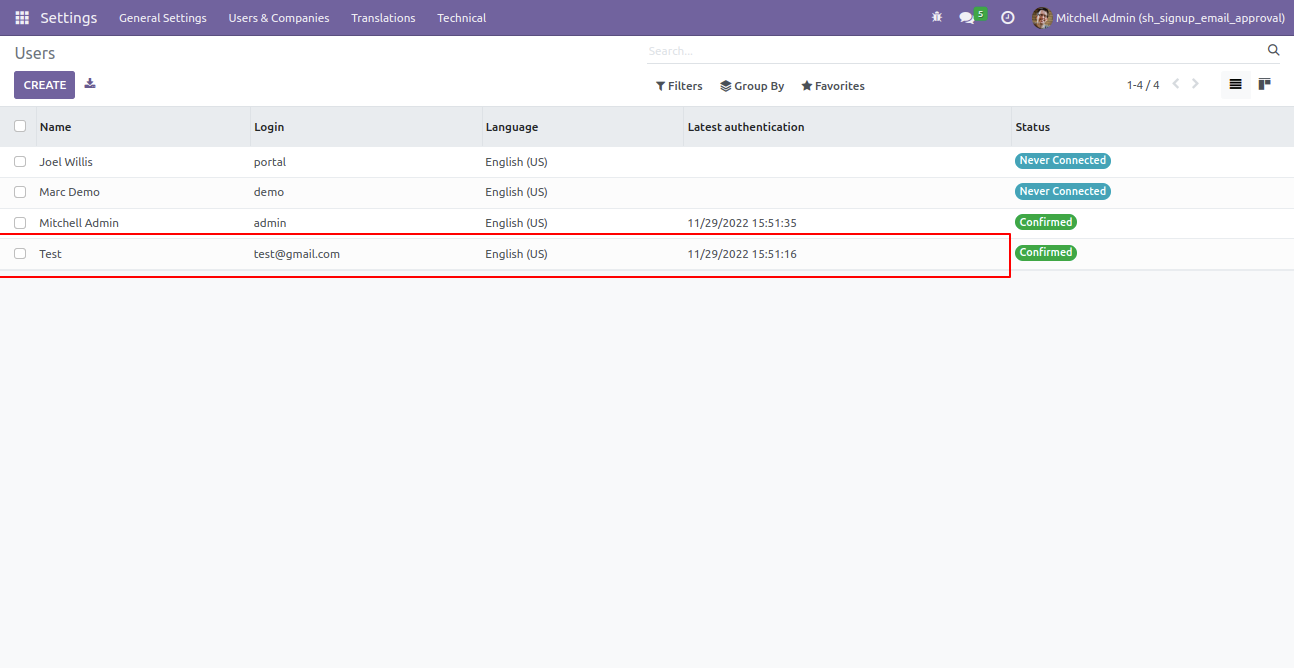 Settings General Settings Users & Companies Translations Technical 5 Mitchell Admin (sh_signup_email_approval)
Users Search...
CREATE Filters Group By Favorites 1-4 / 4
Name Login Language Latest authentication Status
Joel Willis portal English (US) Never Connected
Marc Demo demo English (US) Never Connected
Mitchell Admin admin English (US) 11/29/2022 15:51:35 Confirmed
Test test@gmail.com English (US) 11/29/2022 15:51:16 Confirmed